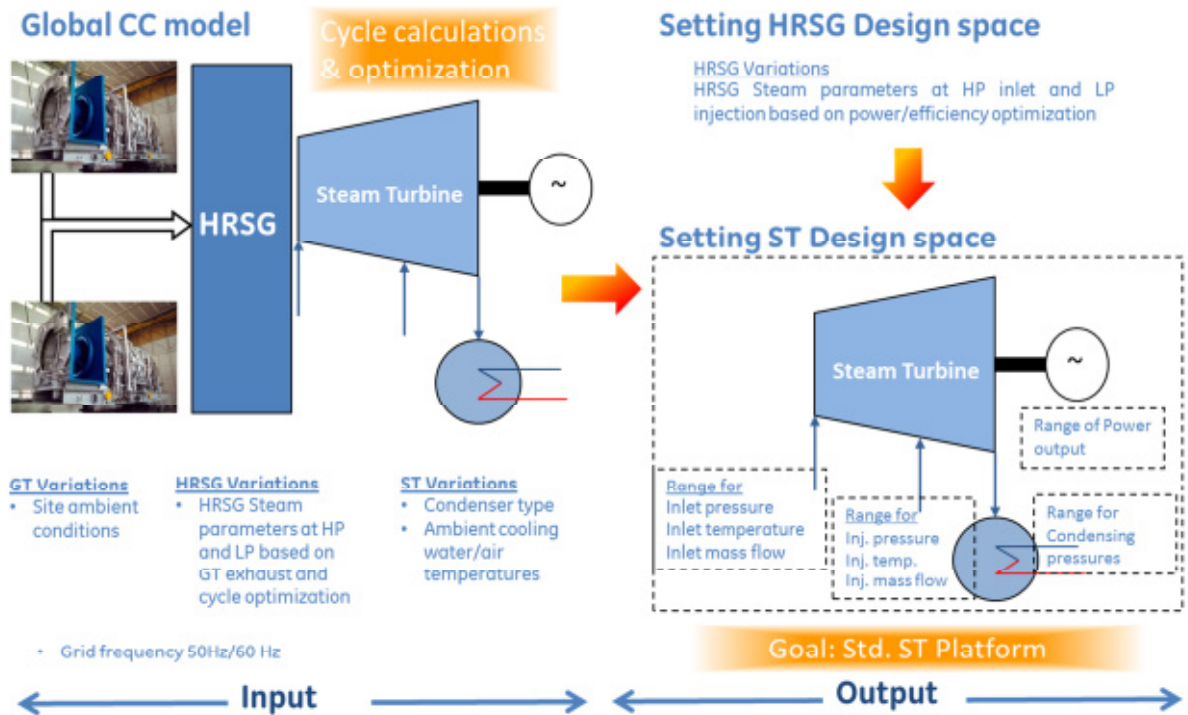 Global CC model
Cycle calculations
& optimization
HRSG
Steam Turbine
~
GT Variations
• Site ambient
conditions
HRSG Variations
• HRSG Steam
parameters at HP
and LP based on
GT exhaust and
cycle optimization
ST Variations
• Condenser type
• Ambient cooling
water/air
temperatures
- Grid frequency 50Hz/60 Hz
Input
Setting HRSG Design space
HRSG Variations
HRSG Steam parameters at HP inlet and LP
injection based on power/efficiency optimization
Setting ST Design space
Steam Turbine
~
Range of Power
output
Range for
Inlet pressure
Inlet temperature
Inlet mass flow
Range for
Inj. pressure
Inj. temp.
Inj. mass flow
Range for
Condensing
pressures
Goal: Std. ST Platform
Output